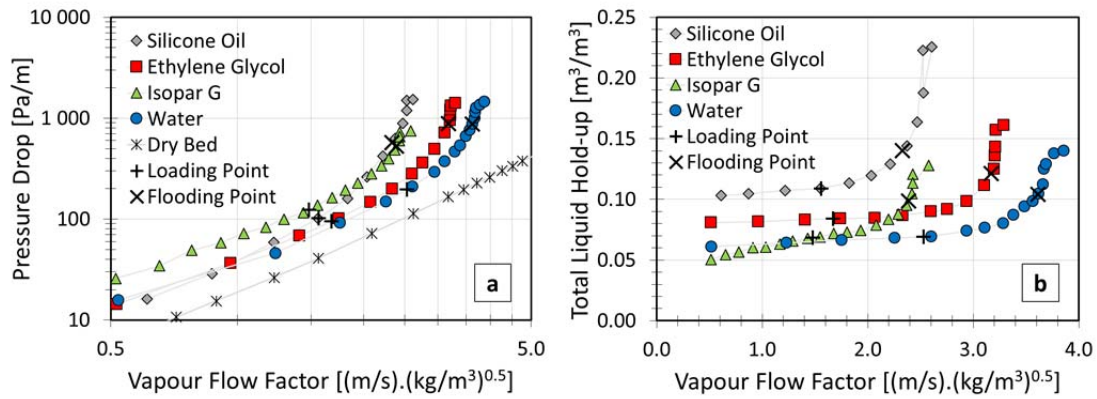 Pressure Drop [Pa/m]
10 000
1 000
100
10
Silicone Oil
Ethylene Glycol
Isopar G
Water
Dry Bed
Loading Point
Flooding Point
a
0.5
5.0
Vapour Flow Factor [(m/s).(kg/m³)⁰·⁵]
Total Liquid Hold-up [m³/m³]
0.25
0.20
0.15
0.10
0.05
0.00
Silicone Oil
Ethylene Glycol
Isopar G
Water
Loading Point
Flooding Point
b
0.0
1.0
2.0
3.0
4.0
Vapour Flow Factor [(m/s).(kg/m³)⁰·⁵]